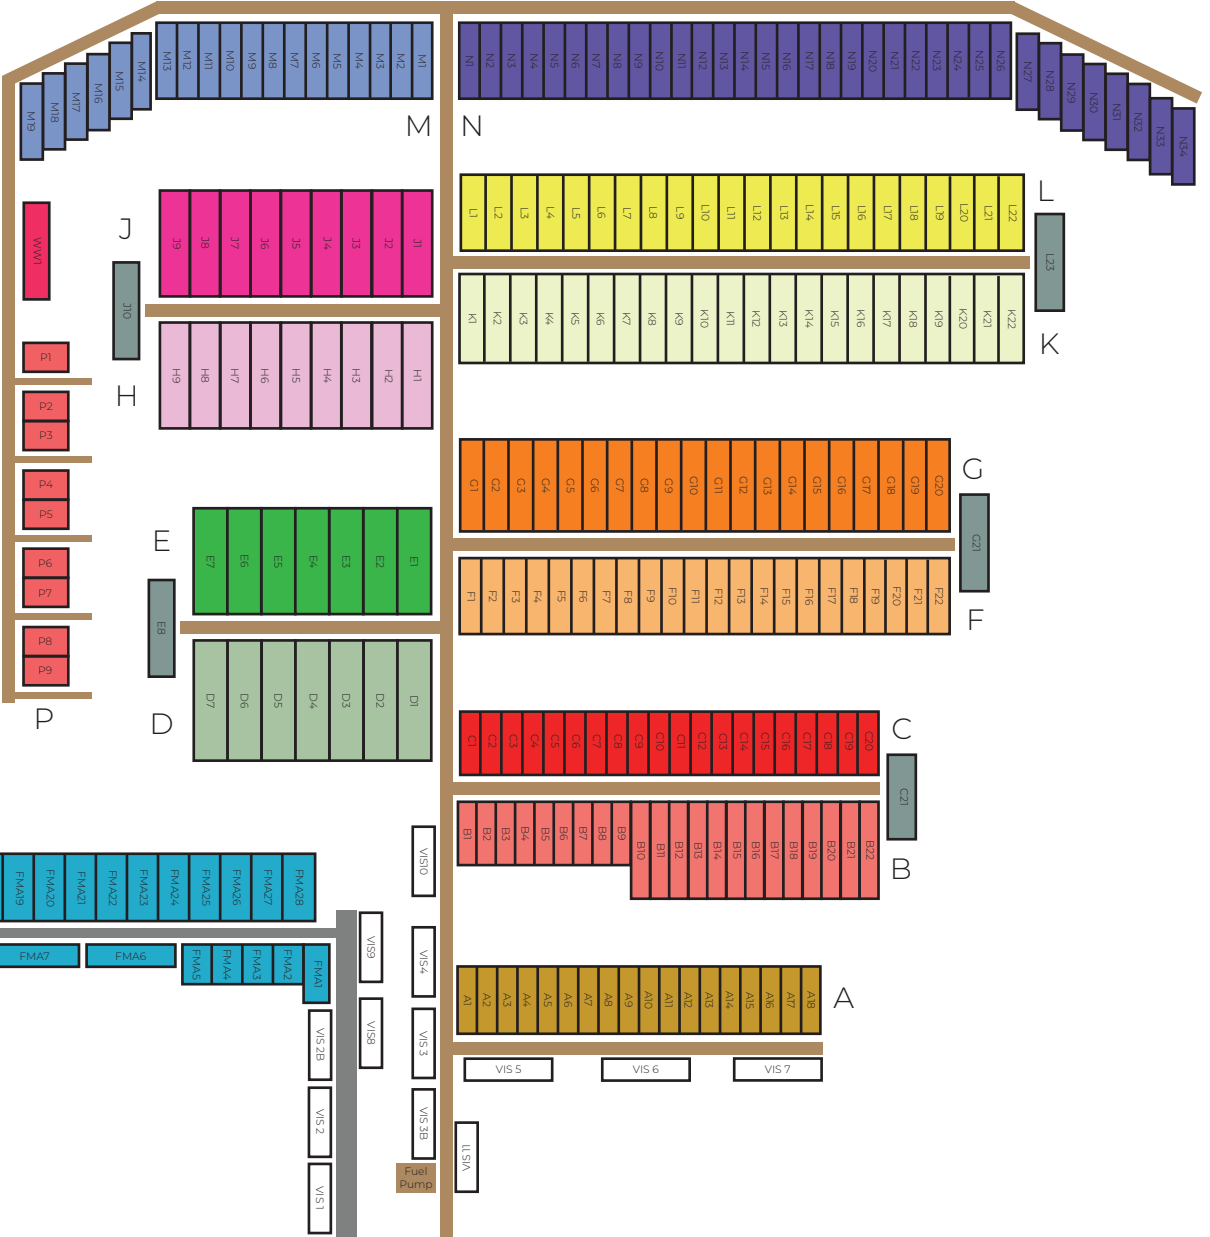 M13 M12 M11 M10 M9 M8 M7 M6 M5 M4 M3 M2 M1
N1 N2 N3 N4 N5 N6 N7 N8 N9 N10 N11 N12 N13 N14 N15 N16 N17 N18 N19 N20 N21 N22 N23 N24 N25 N26
M19 M18 M17 M16 M15 M14
N27 N28 N29 N30 N31 N32 N33 N34
M N
L1 L2 L3 L4 L5 L6 L7 L8 L9 L10 L11 L12 L13 L14 L15 L16 L17 L18 L19 L20 L21 L22
L
WW1
J
J9 J8 J7 J6 J5 J4 J3 J2 J1
L23
J10
K1 K2 K3 K4 K5 K6 K7 K8 K9 K10 K11 K12 K13 K14 K15 K16 K17 K18 K19 K20 K21 K22
K
P1
H9 H8 H7 H6 H5 H4 H3 H2 H1
H
P2
P3
G1 G2 G3 G4 G5 G6 G7 G8 G9 G10 G11 G12 G13 G14 G15 G16 G17 G18 G19 G20
G
P4
P5
E
E7 E6 E5 E4 E3 E2 E1
G21
P6
P7
F1 F2 F3 F4 F5 F6 F7 F8 F9 F10 F11 F12 F13 F14 F15 F16 F17 F18 F19 F20 F21 F22
F
E8
P8
P9
D7 D6 D5 D4 D3 D2 D1
P
D
C1 C2 C3 C4 C5 C6 C7 C8 C9 C10 C11 C12 C13 C14 C15 C16 C17 C18 C19 C20
C
C21
B1 B2 B3 B4 B5 B6 B7 B8 B9 B10 B11 B12 B13 B14 B15 B16 B17 B18 B19 B20 B21 B22
B
VIS10
FMA19 FMA20 FMA21 FMA22 FMA23 FMA24 FMA25 FMA26 FMA27 FMA28
FMA7 FMA6 FMA5 FMA4 FMA3 FMA2 FMA1
VIS9
VIS4
A1 A2 A3 A4 A5 A6 A7 A8 A9 A10 A11 A12 A13 A14 A15 A16 A17 A18
A
VIS 2B
VIS8
VIS 3
VIS 5 VIS 6 VIS 7
VIS 2
VIS 3B
VIS 11
Fuel
Pump
VIS 1